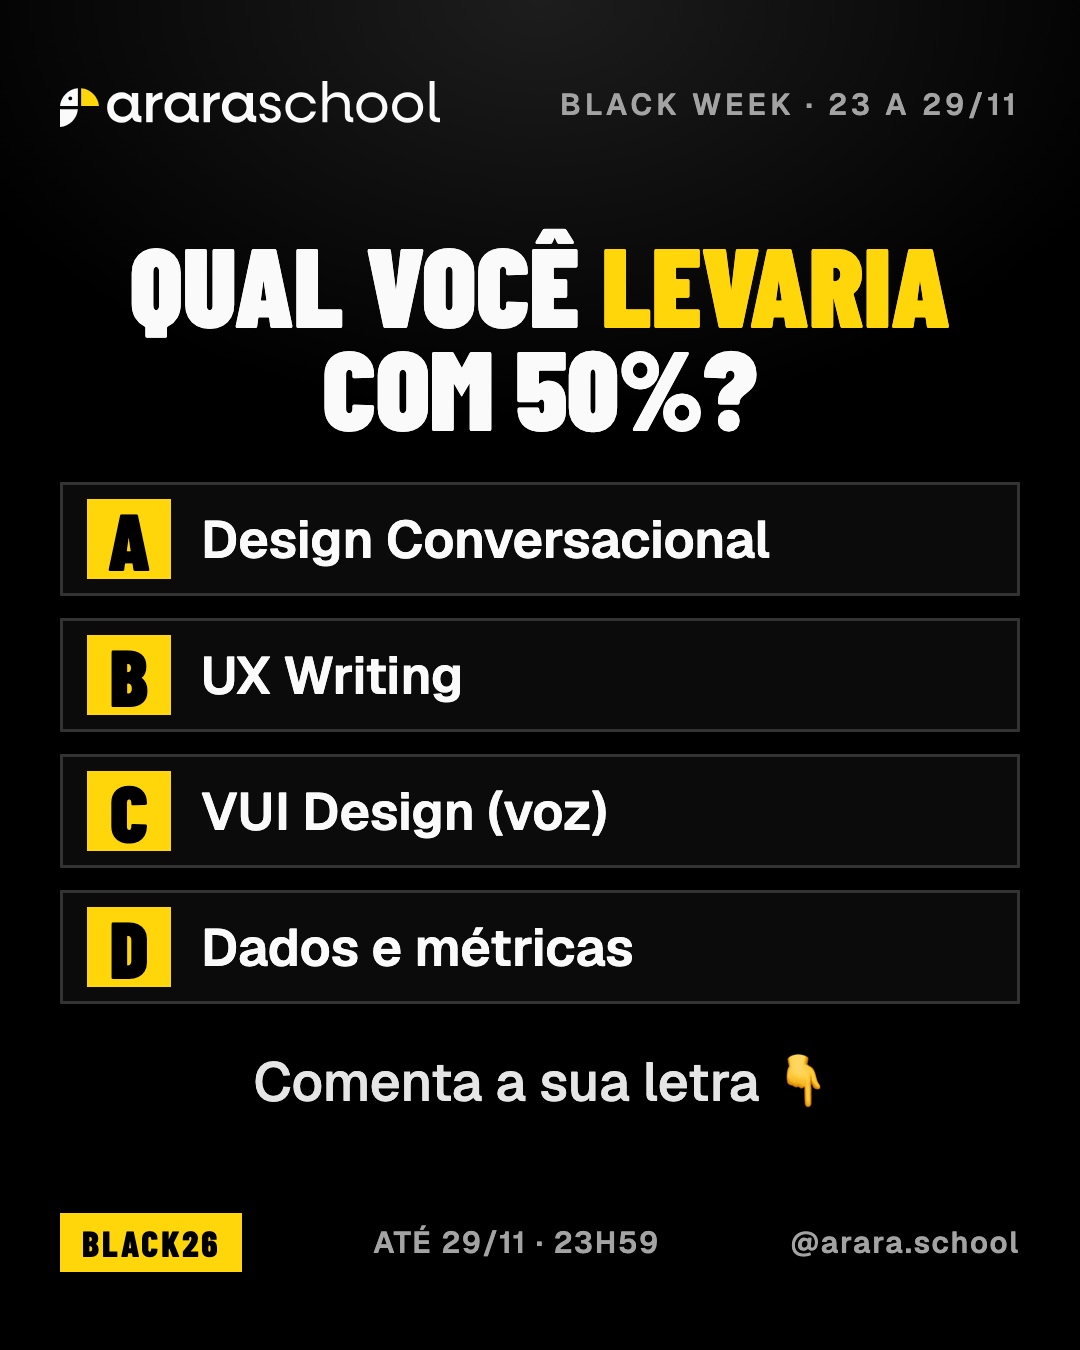 araraschool
BLACK WEEK · 23 A 29/11
QUAL VOCÊ LEVARIA
COM 50%?
A Design Conversacional
B UX Writing
C VUI Design (voz)
D Dados e métricas
Comenta a sua letra 👇
BLACK26
ATÉ 29/11 · 23H59
@arara.school